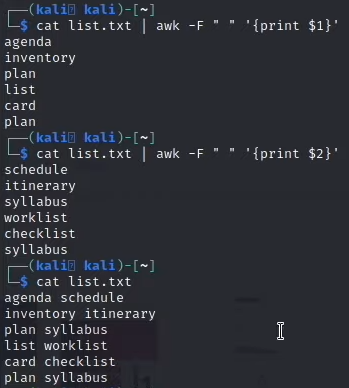 ┌──(kali㉿ kali)-[~]
└─$ cat list.txt | awk -F " " '{print $1}'
agenda
inventory
plan
list
card
plan
┌──(kali㉿ kali)-[~]
└─$ cat list.txt | awk -F " " '{print $2}'
schedule
itinerary
syllabus
worklist
checklist
syllabus
┌──(kali㉿ kali)-[~]
└─$ cat list.txt
agenda schedule
inventory itinerary
plan syllabus
list worklist
card checklist
plan syllabus